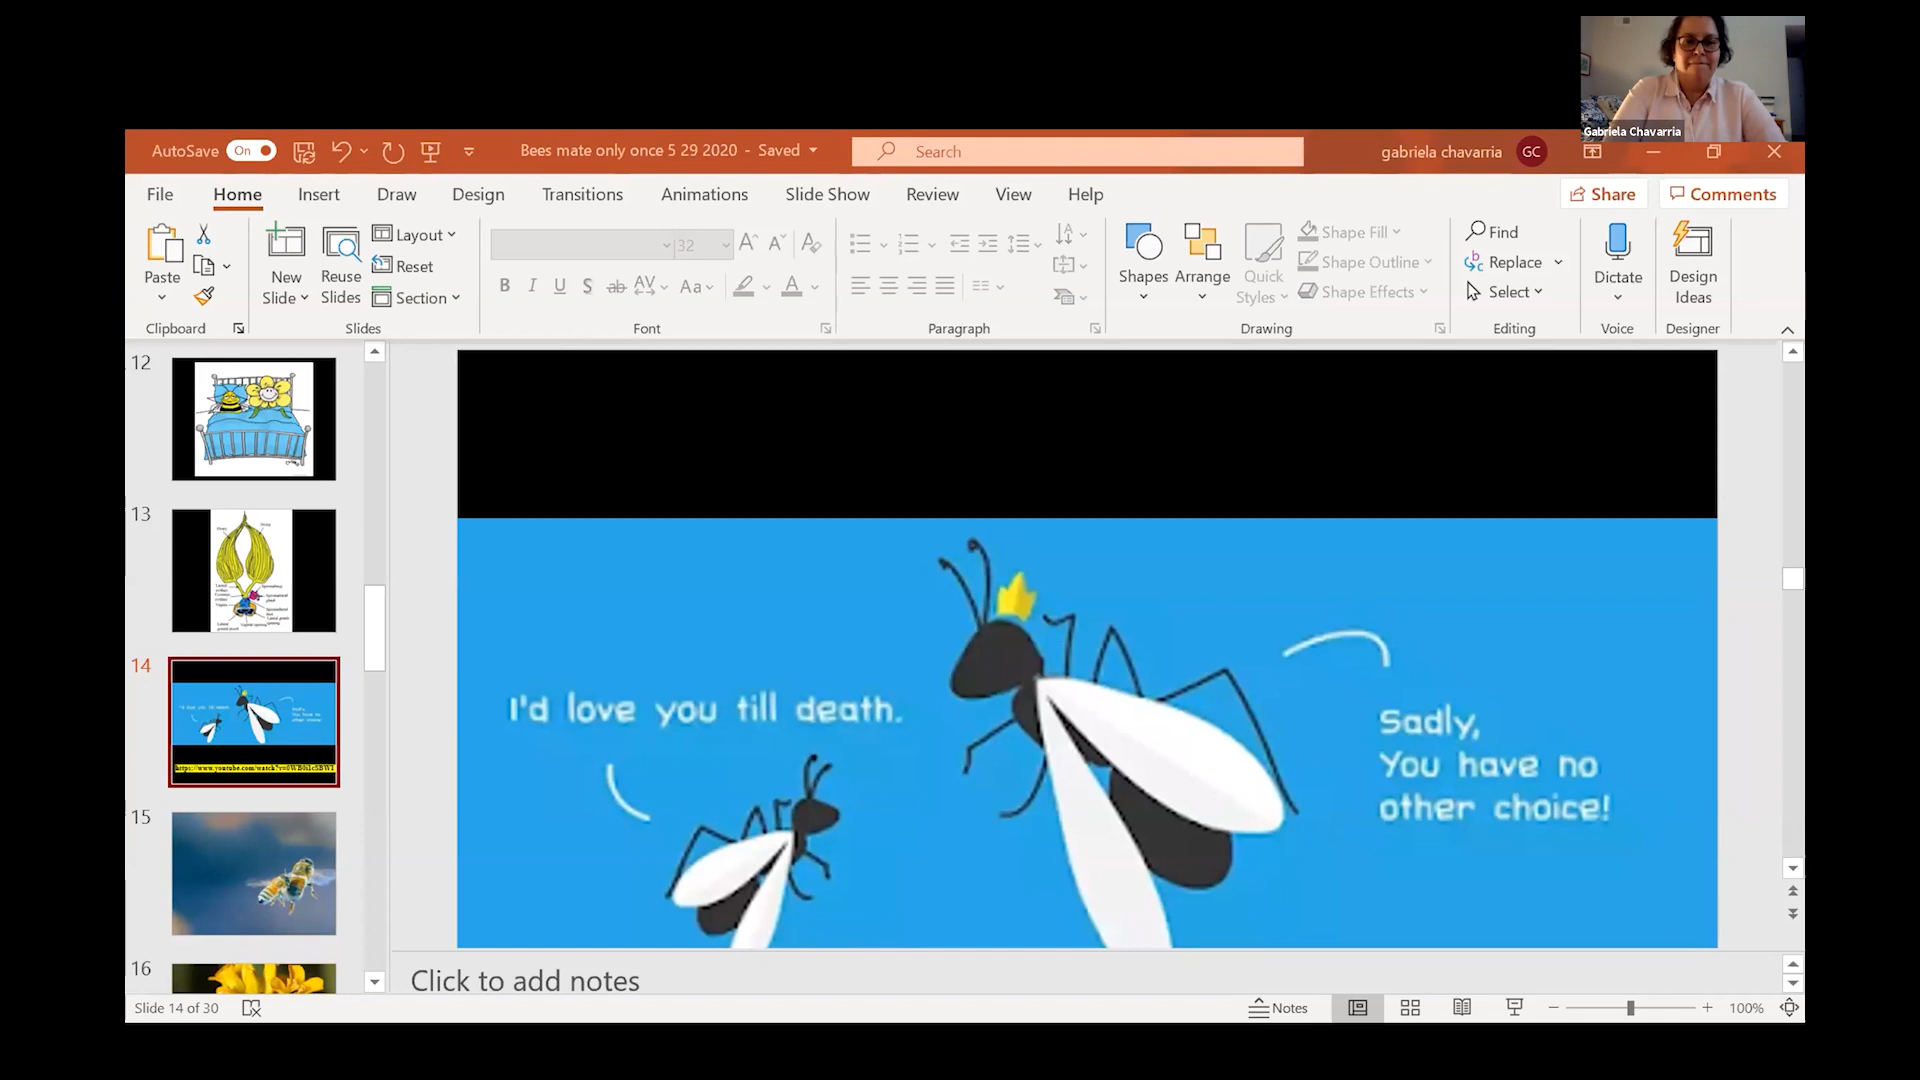 Gabriela Chavarria
AutoSave On
Bees mate only once 5 29 2020 - Saved
Search
gabriela chavarria GC
File Home Insert Draw Design Transitions Animations Slide Show Review View Help
Share Comments
Paste
Clipboard
New Slide
Reuse Slides
Layout
Reset
Section
Slides
32
B I U S ab AV Aa A
Font
Paragraph
Shapes
Arrange
Quick Styles
Shape Fill
Shape Outline
Shape Effects
Drawing
Find
Replace
Select
Editing
Dictate
Voice
Design Ideas
Designer
12
13
14
15
16
I'd love you till death.
Sadly,
You have no
other choice!
Click to add notes
Slide 14 of 30
Notes
100%